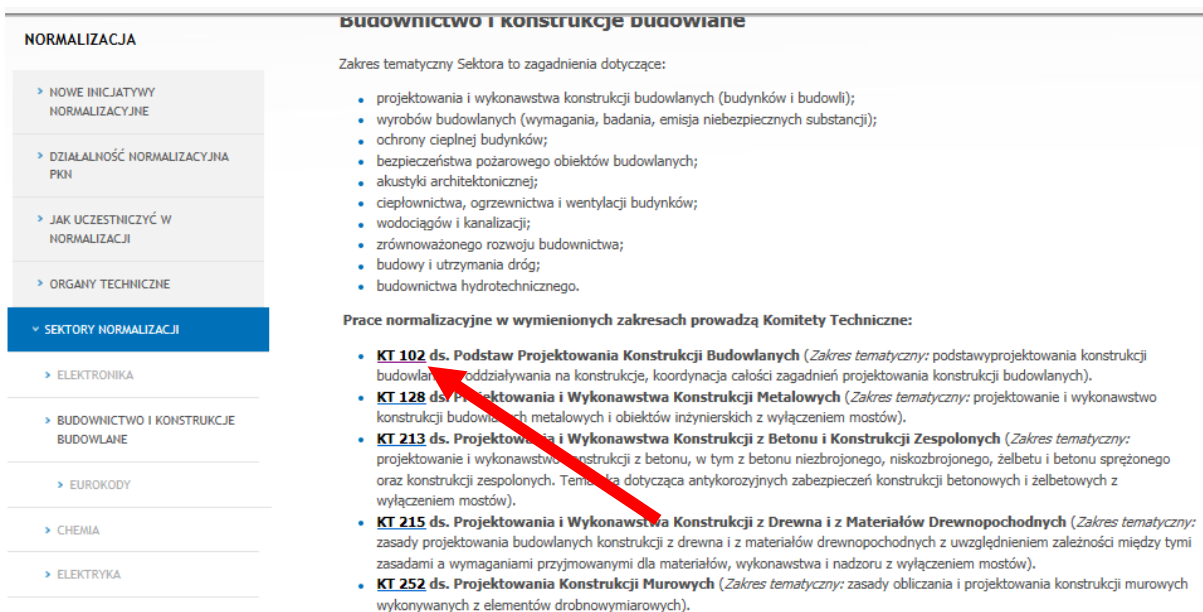 NORMALIZACJA
NOWE INICJATYWY
NORMALIZACYJNE
DZIAŁALNOŚĆ NORMALIZACYJNA
PKN
JAK UCZESTNICZYĆ W
NORMALIZACJI
ORGANY TECHNICZNE
SEKTORY NORMALIZACJI
ELEKTRONIKA
BUDOWNICTWO I KONSTRUKCJE
BUDOWLANE
EUROKODY
CHEMIA
ELEKTRYKA
Budownictwo i konstrukcje budowlane
Zakres tematyczny Sektora to zagadnienia dotyczące:
projektowania i wykonawstwa konstrukcji budowlanych (budynków i budowli);
wyrobów budowlanych (wymagania, badania, emisja niebezpiecznych substancji);
ochrony cieplnej budynków;
bezpieczeństwa pożarowego obiektów budowlanych;
akustyki architektonicznej;
ciepłownictwa, ogrzewnictwa i wentylacji budynków;
wodociągów i kanalizacji;
zrównoważonego rozwoju budownictwa;
budowy i utrzymania dróg;
budownictwa hydrotechnicznego.
Prace normalizacyjne w wymienionych zakresach prowadzą Komitety Techniczne:
KT 102 ds. Podstaw Projektowania Konstrukcji Budowlanych (Zakres tematyczny: podstawyprojektowania konstrukcji
oddziaływania na konstrukcje, koordynacja całości zagadnień projektowania konstrukcji budowlanych).
KT 128 ds. Projektowania i Wykonawstwa Konstrukcji Metalowych (Zakres tematyczny: projektowanie i wykonawstwo
konstrukcji budowlanych metalowych i obiektów inżynierskich z wyłączeniem mostów).
KT 213 ds. Projektowania i Wykonawstwa Konstrukcji z Betonu i Konstrukcji Zespolonych (Zakres tematyczny:
projektowanie i wykonawstwo konstrukcji z betonu, w tym z betonu niezbrojonego, niskozbrojonego, żelbetu i betonu sprężonego
oraz konstrukcji zespolonych. Tematyka dotycząca antykorozyjnych zabezpieczeń konstrukcji betonowych i żelbetowych z
wyłączeniem mostów).
KT 215 ds. Projektowania i Wykonawstwa Konstrukcji z Drewna i z Materiałów Drewnopochodnych (Zakres tematyczny:
zasady projektowania budowlanych konstrukcji z drewna i z materiałów drewnopochodnych z uwzględnieniem zależności między tymi
zasadami a wymaganiami przyjmowanymi dla materiałów, wykonawstwa i nadzoru z wyłączeniem mostów).
KT 252 ds. Projektowania Konstrukcji Murowych (Zakres tematyczny: zasady obliczania i projektowania konstrukcji murowych
wykonywanych z elementów drobnowymiarowych).